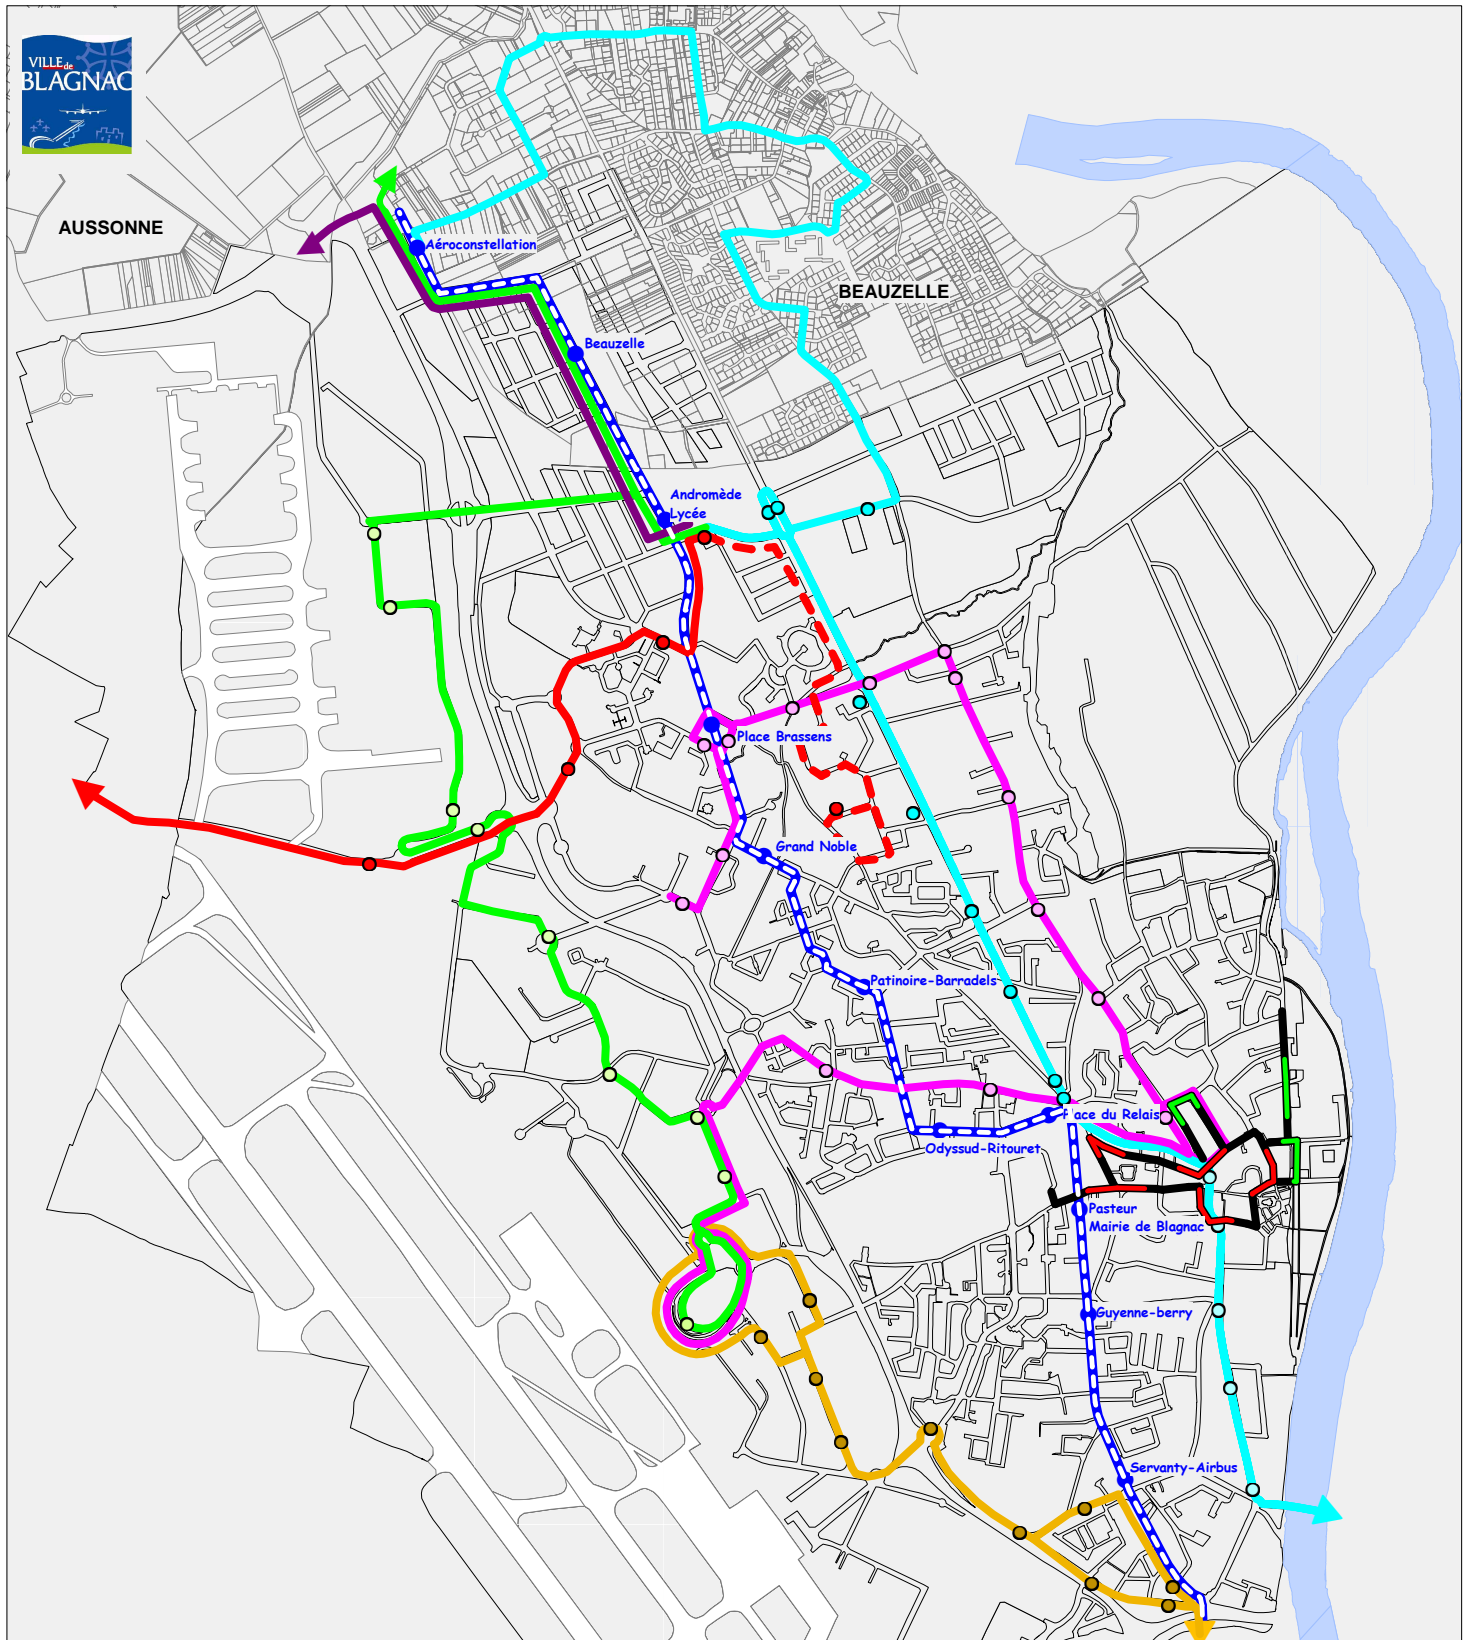 VILLE de
BLAGNAC
AUSSONNE
Aéroconstellation
BEAUZELLE
Beauzelle
Andromède
Lycée
Place Brassens
Grand Noble
Patinoire-Barradels
Place du Relais
Odyssud-Ritouret
Pasteur
Mairie de Blagnac
Guyenne-berry
Servanty-Airbus